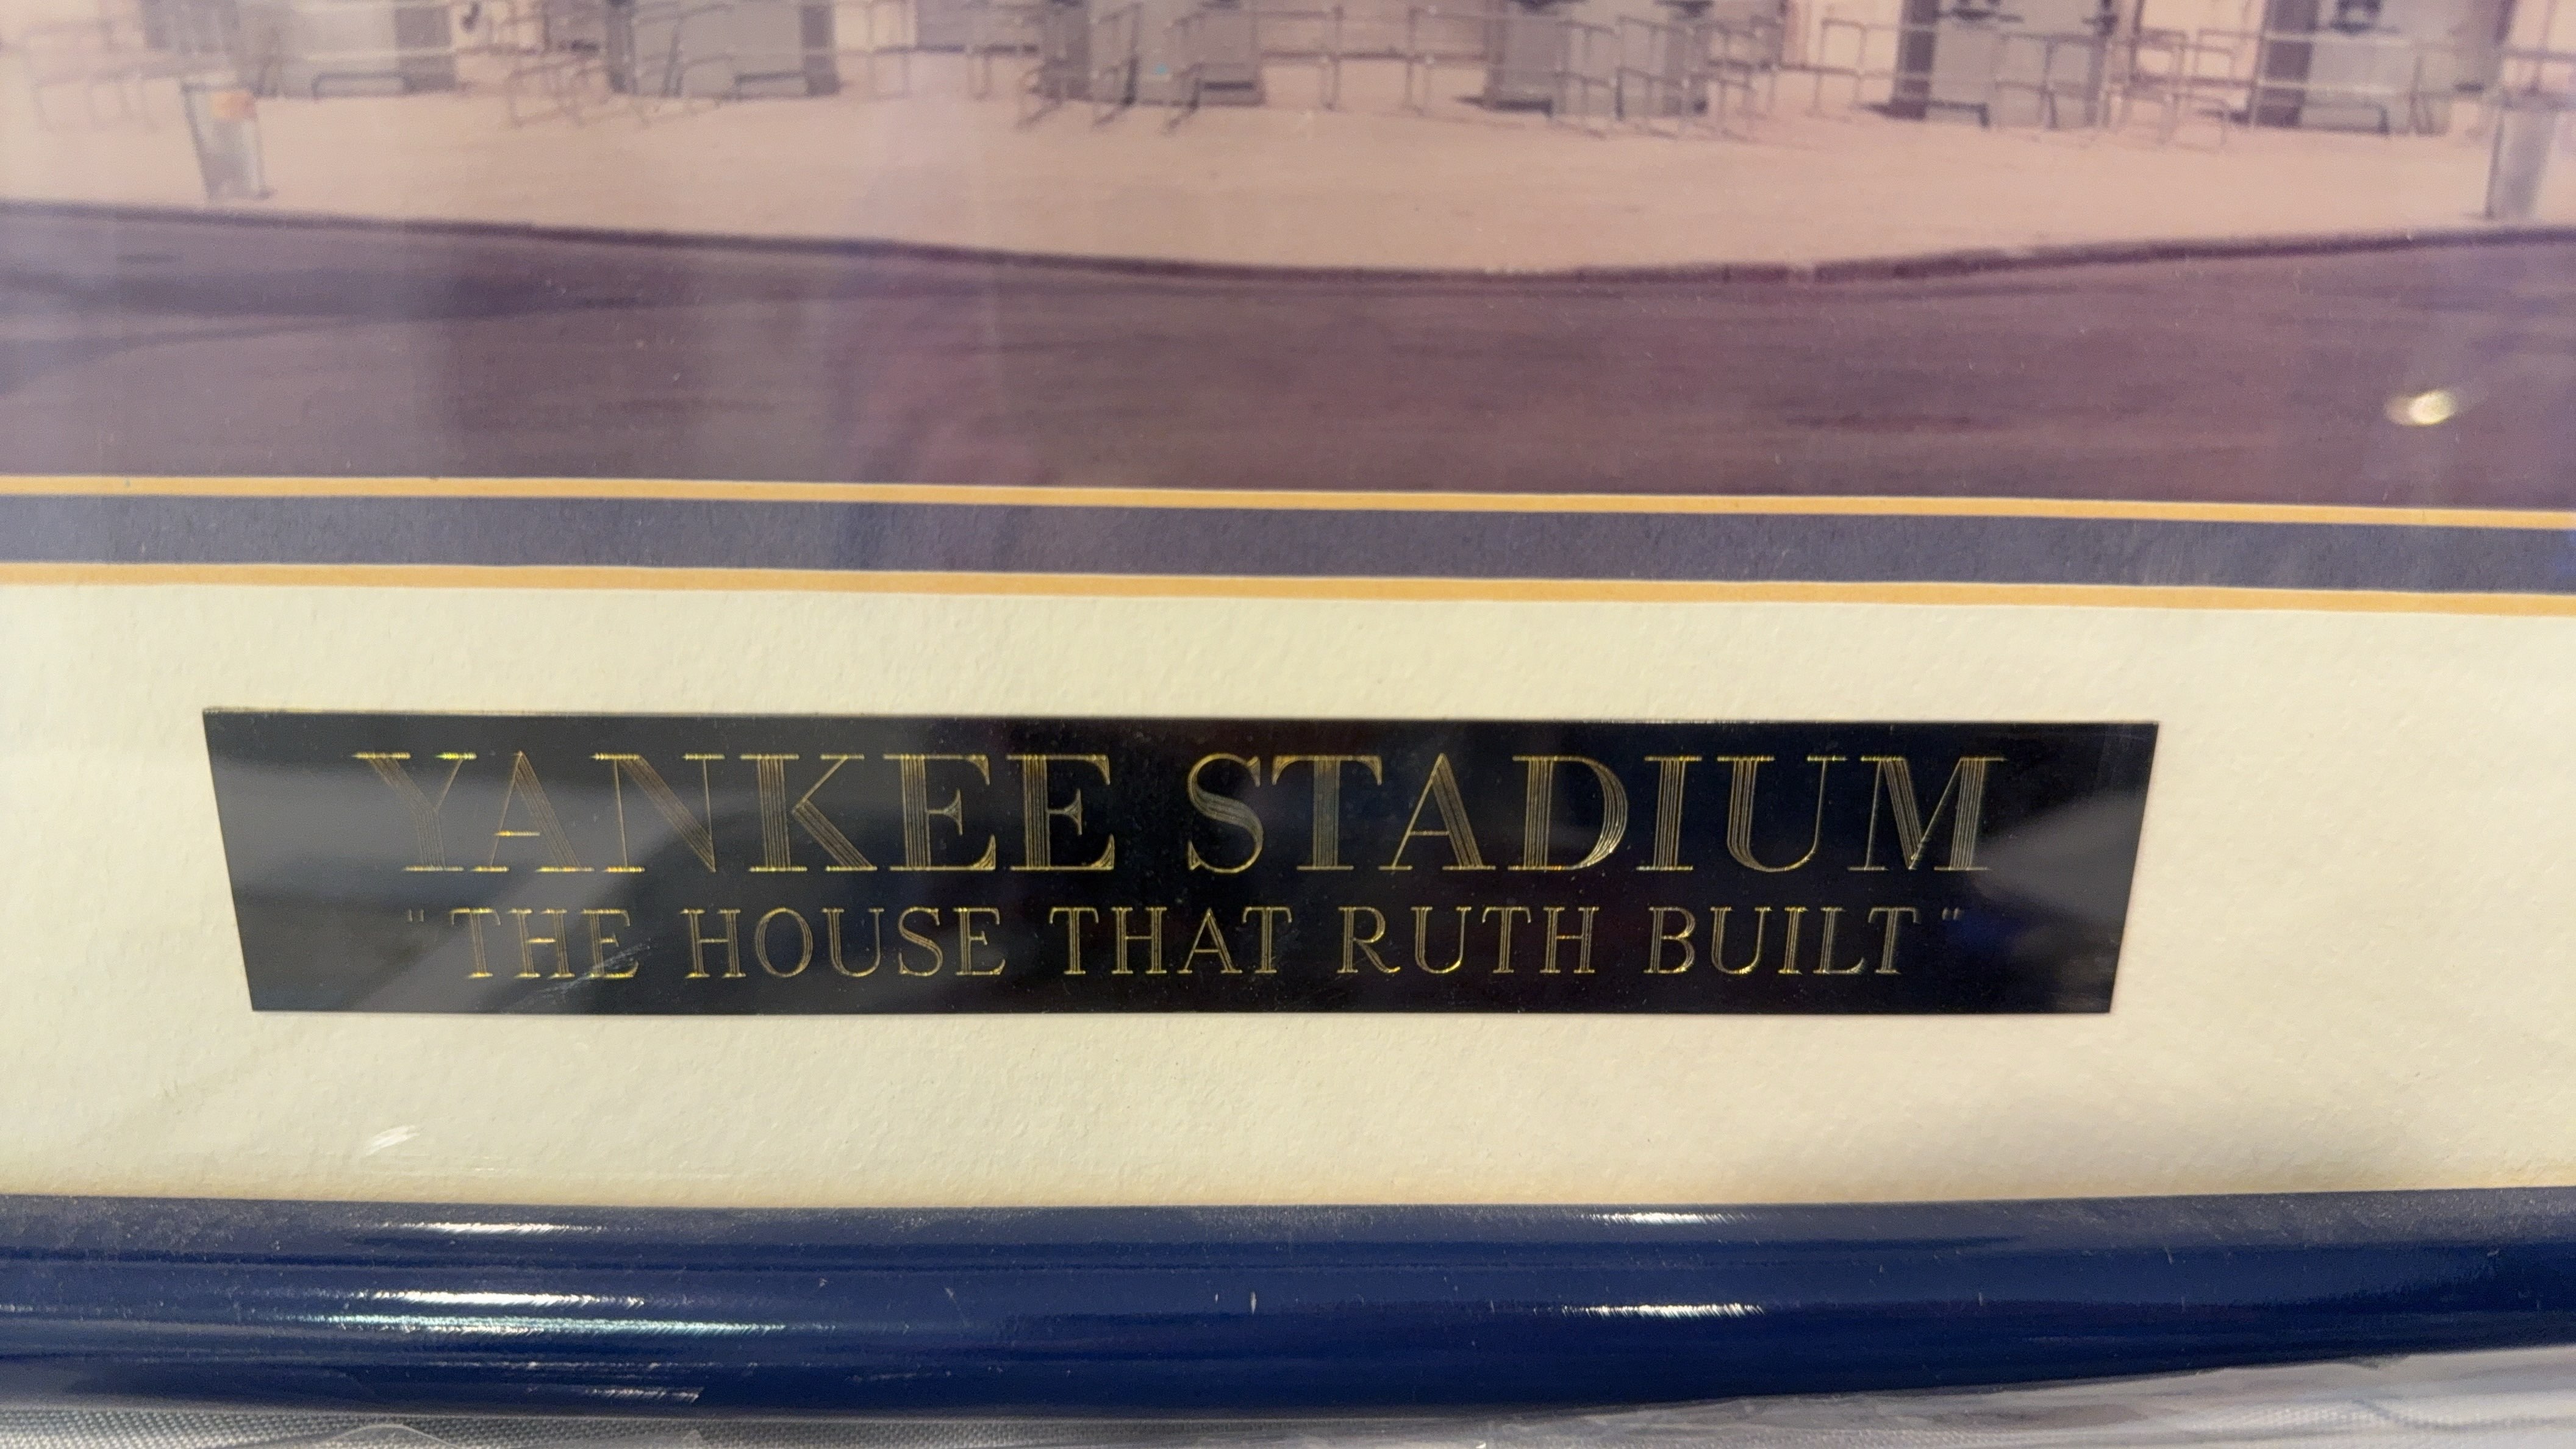 YANKEE STADIUM
"THE HOUSE THAT RUTH BUILT"